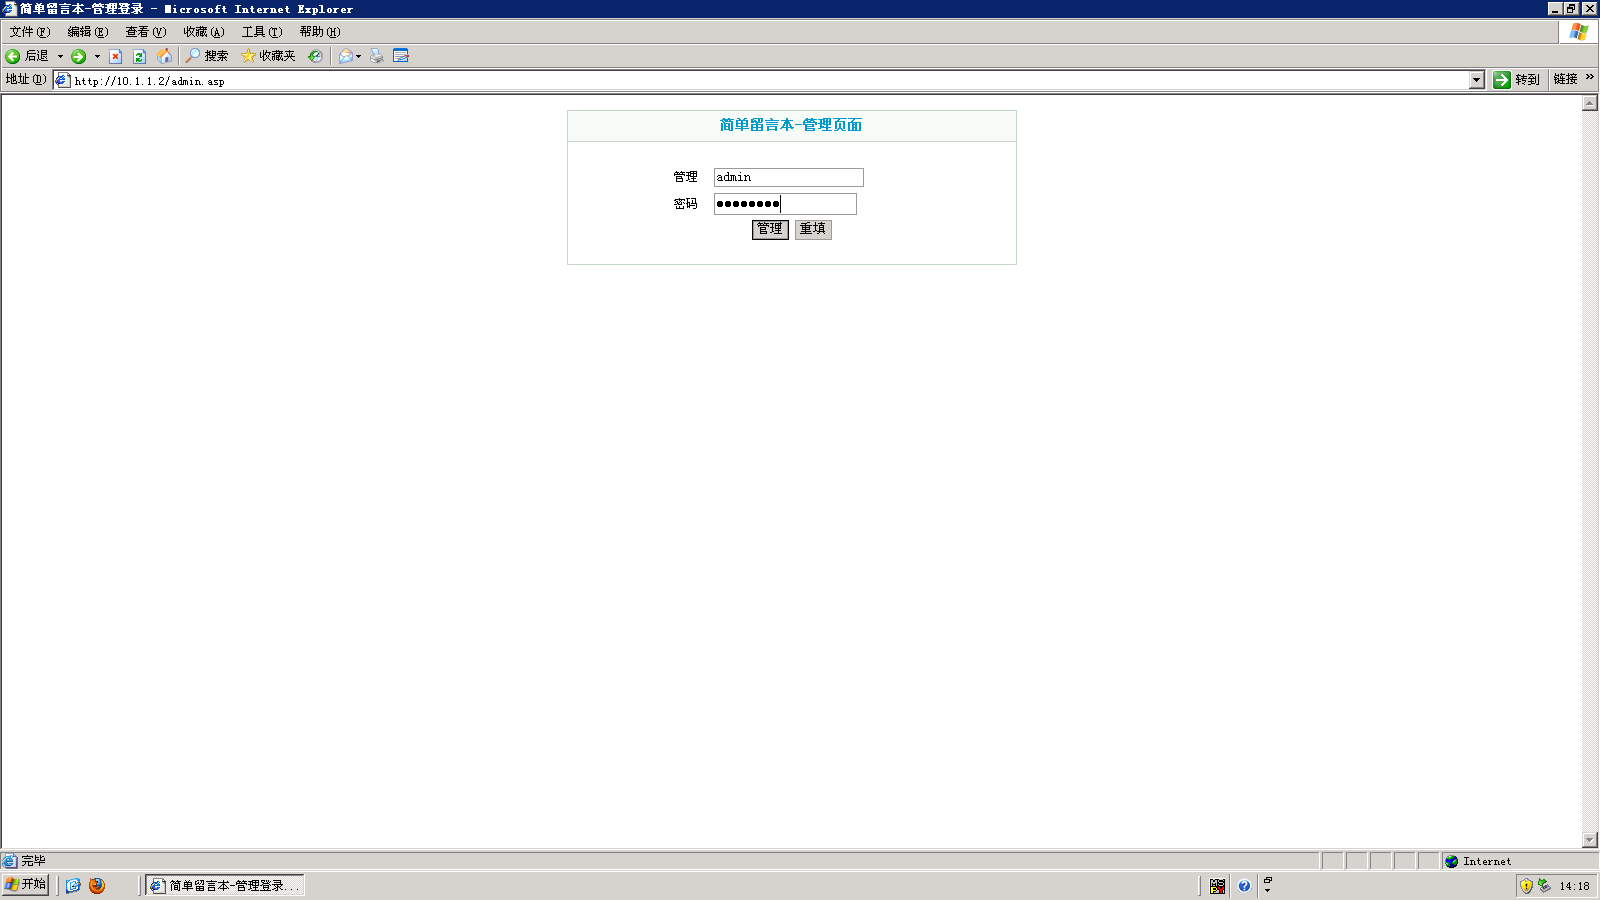 简单留言本-管理登录 - Microsoft Internet Explorer
文件(F) 编辑(E) 查看(V) 收藏(A) 工具(T) 帮助(H)
后退 搜索 收藏夹
地址(D) http://10.1.1.2/admin.asp 转到 链接 »
简单留言本-管理页面
管理 admin
密码 ●●●●●●●●
管理 重填
完毕 Internet
开始 简单留言本-管理登录... 14:18